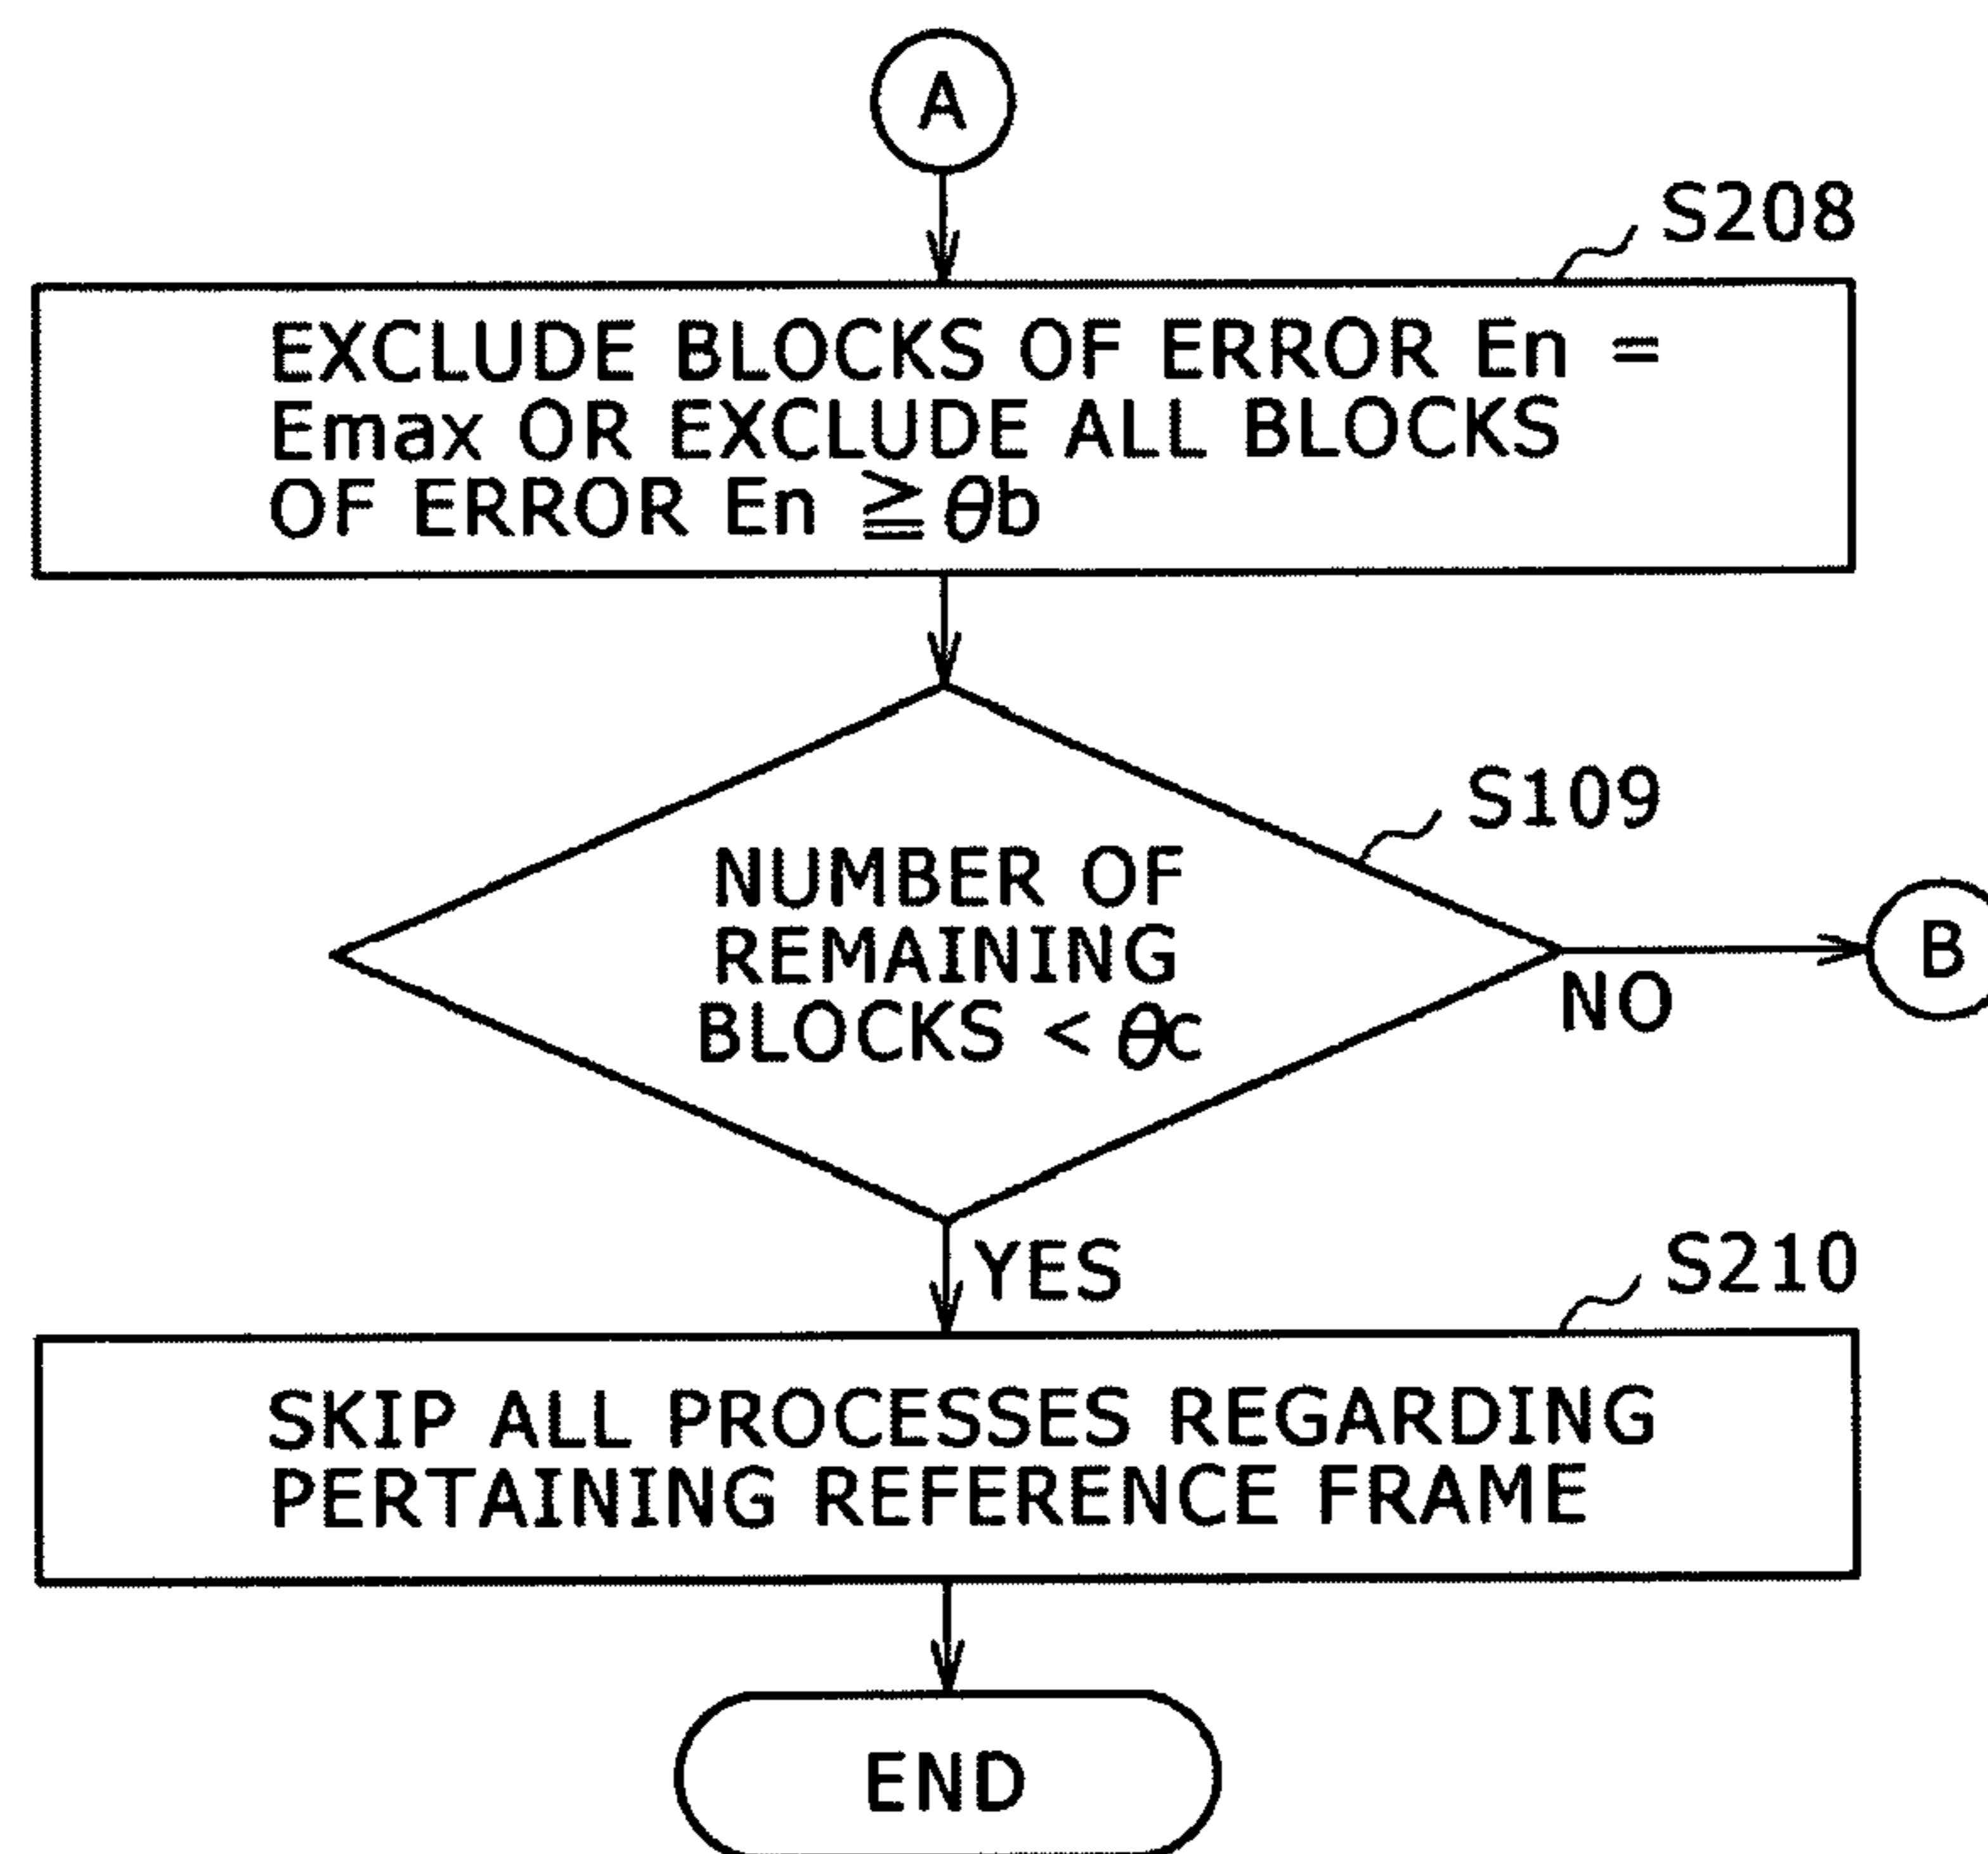 A
S208
EXCLUDE BLOCKS OF ERROR En =
Emax OR EXCLUDE ALL BLOCKS
OF ERROR En ≧ θb
S109
NUMBER OF
REMAINING
BLOCKS < θc
NO
B
YES
S210
SKIP ALL PROCESSES REGARDING
PERTAINING REFERENCE FRAME
END